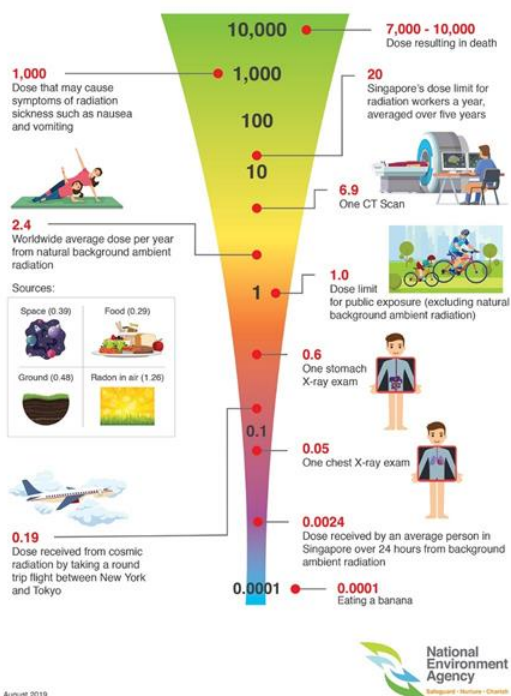 10,000
7,000 - 10,000
Dose resulting in death
1,000
Dose that may cause
symptoms of radiation
sickness such as nausea
and vomiting
1,000
20
Singapore's dose limit for
radiation workers a year,
averaged over five years
100
10
6.9
One CT Scan
2.4
Worldwide average dose per year
from natural background ambient
radiation
Sources:
Space (0.39)
Food (0.29)
Ground (0.48)
Radon in air (1.26)
1
1.0
Dose limit
for public exposure (excluding natural
background ambient radiation)
0.6
One stomach
X-ray exam
0.1
0.05
One chest X-ray exam
0.19
Dose received from cosmic
radiation by taking a round
trip flight between New York
and Tokyo
0.0024
Dose received by an average person in
Singapore over 24 hours from background
ambient radiation
0.0001
0.0001
Eating a banana
National
Environment
Agency
Safeguard • Nurture • Cherish
August 2019